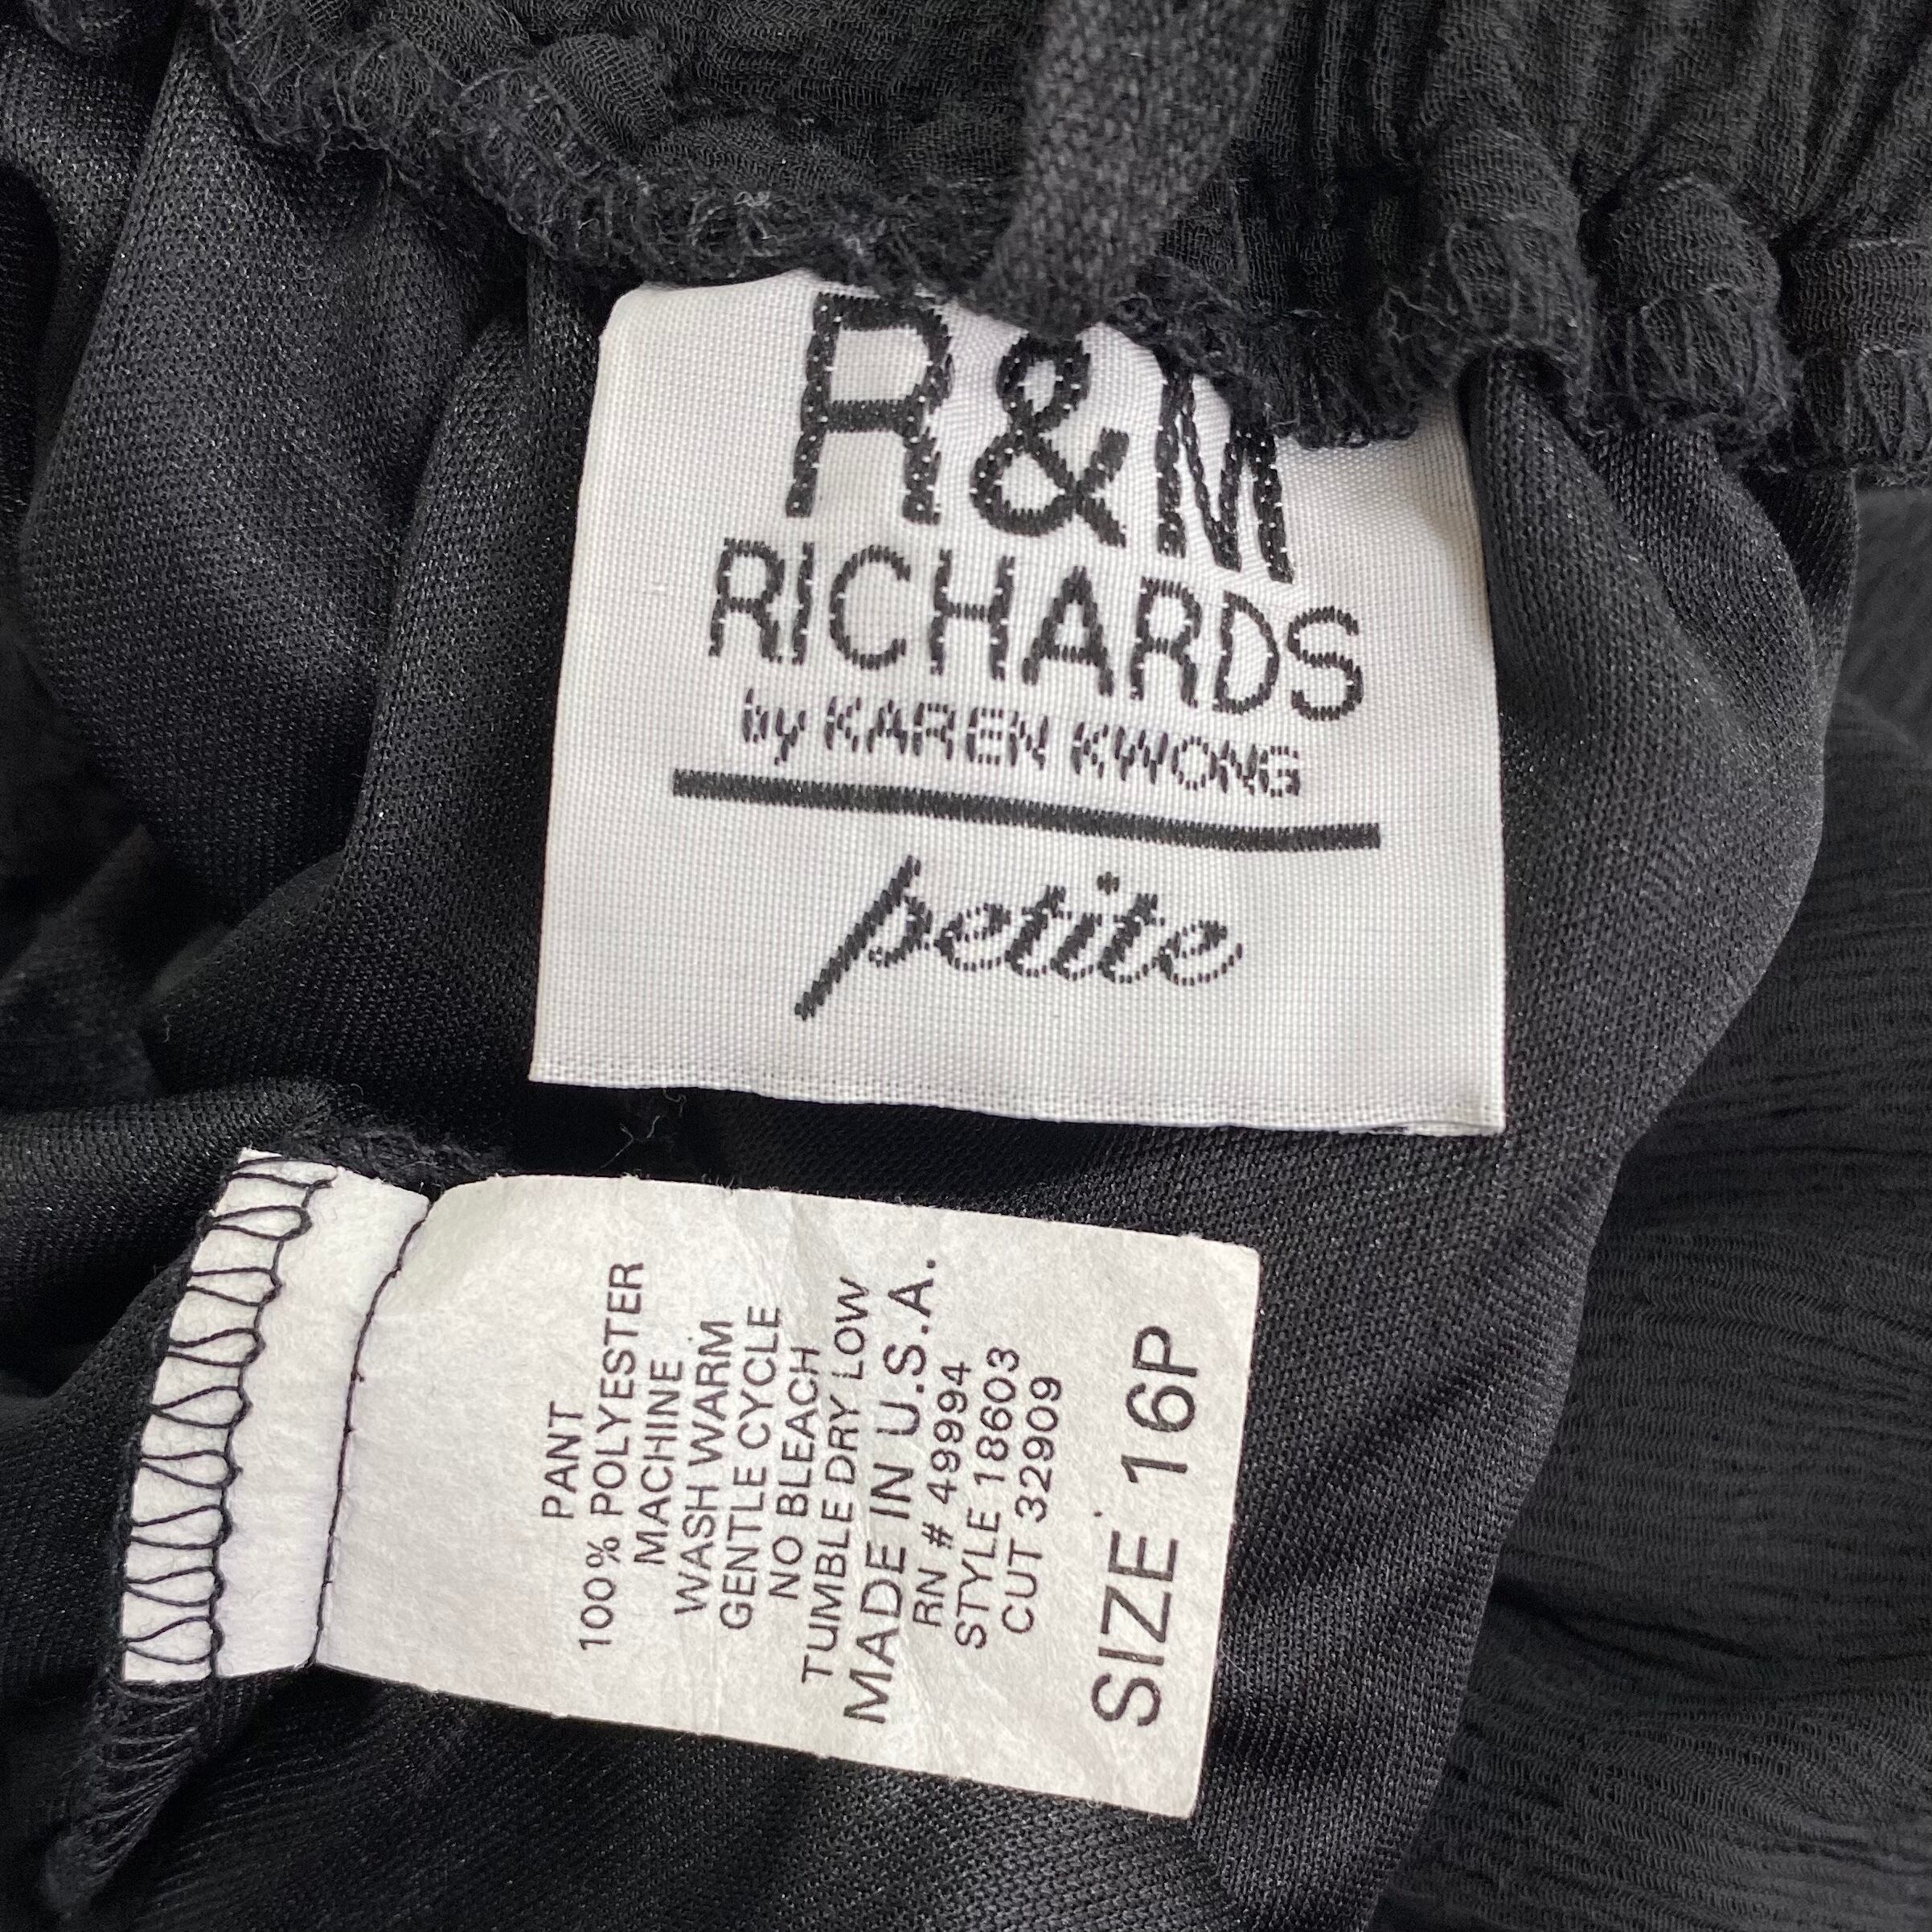 R&M
RICHARDS
by KAREN KWONG
petite
PANT
100% POLYESTER
MACHINE
WASH WARM
GENTLE CYCLE
NO BLEACH
TUMBLE DRY LOW
MADE IN U.S.A.
RN # 49994
STYLE 18603
CUT 32909
SIZE 16P